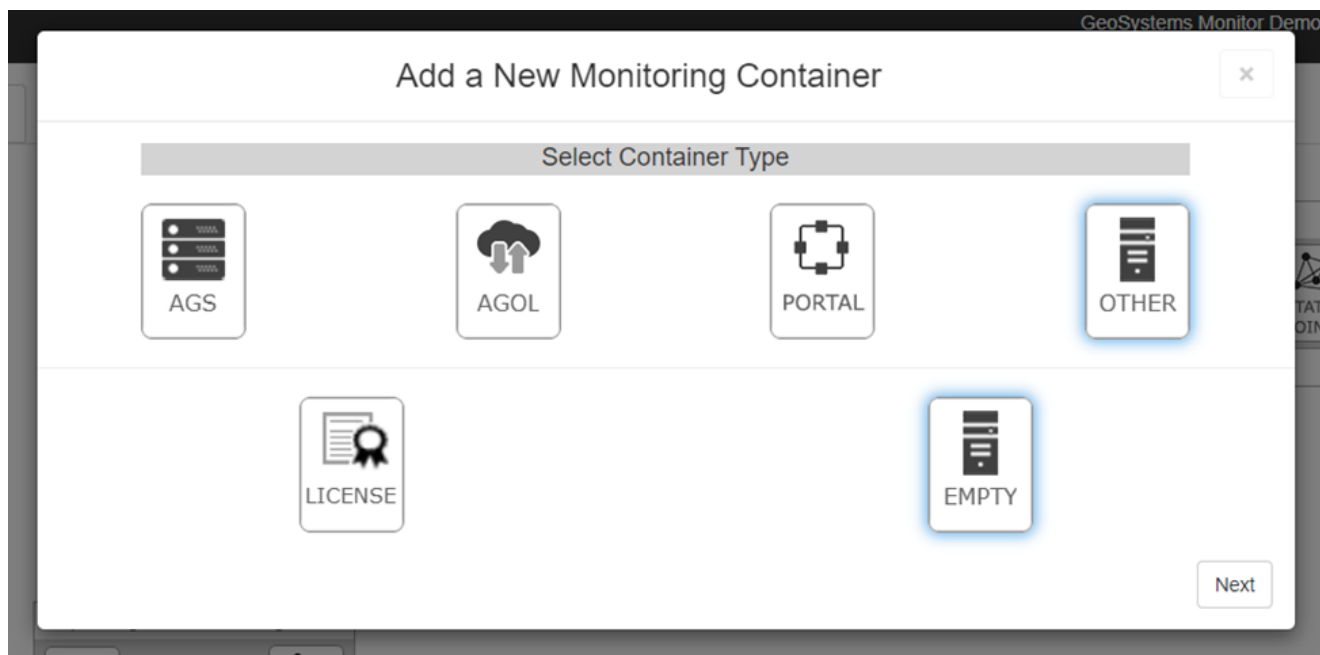 GeoSystems Monitor Demo
Add a New Monitoring Container
×
Select Container Type
AGS
AGOL
PORTAL
OTHER
LICENSE
EMPTY
Next